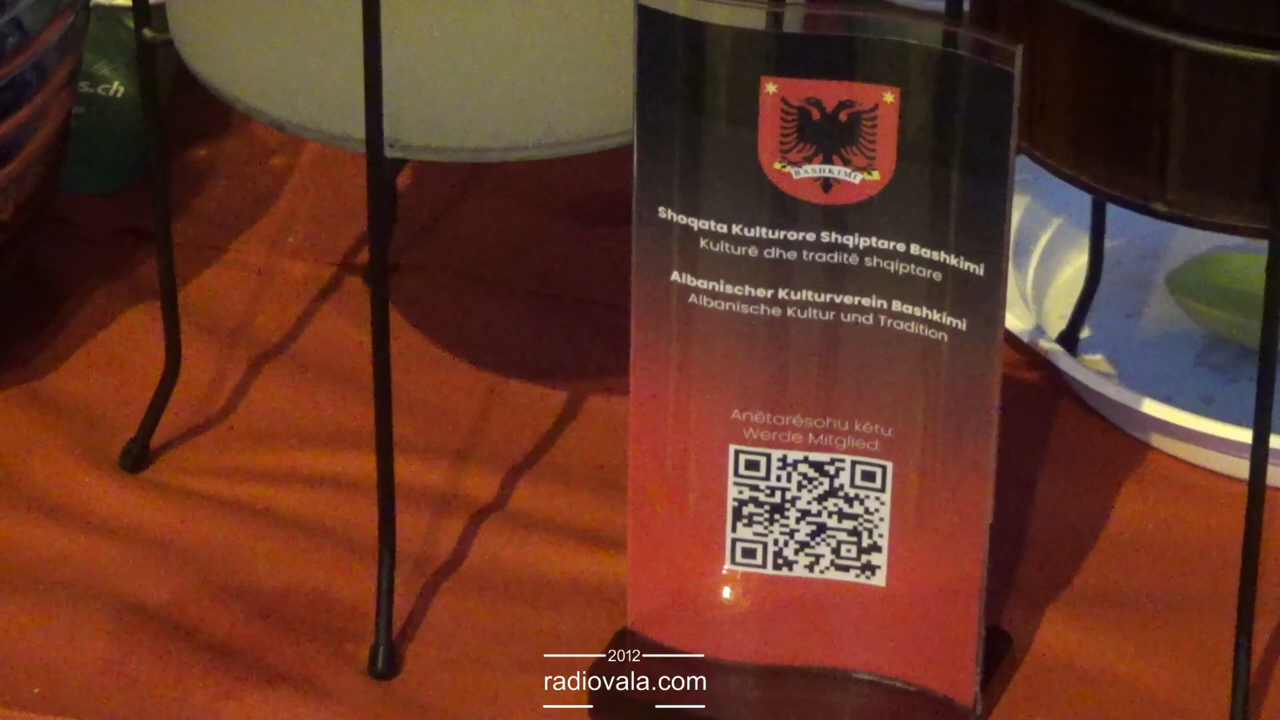 s.ch
BASHKIMI
Shoqata Kulturore Shqiptare Bashkimi
Kulturë dhe traditë shqiptare
Albanischer Kulturverein Bashkimi
Albanische Kultur und Tradition
Anëtarësohu këtu:
Werde Mitglied:
2012
radiovala.com